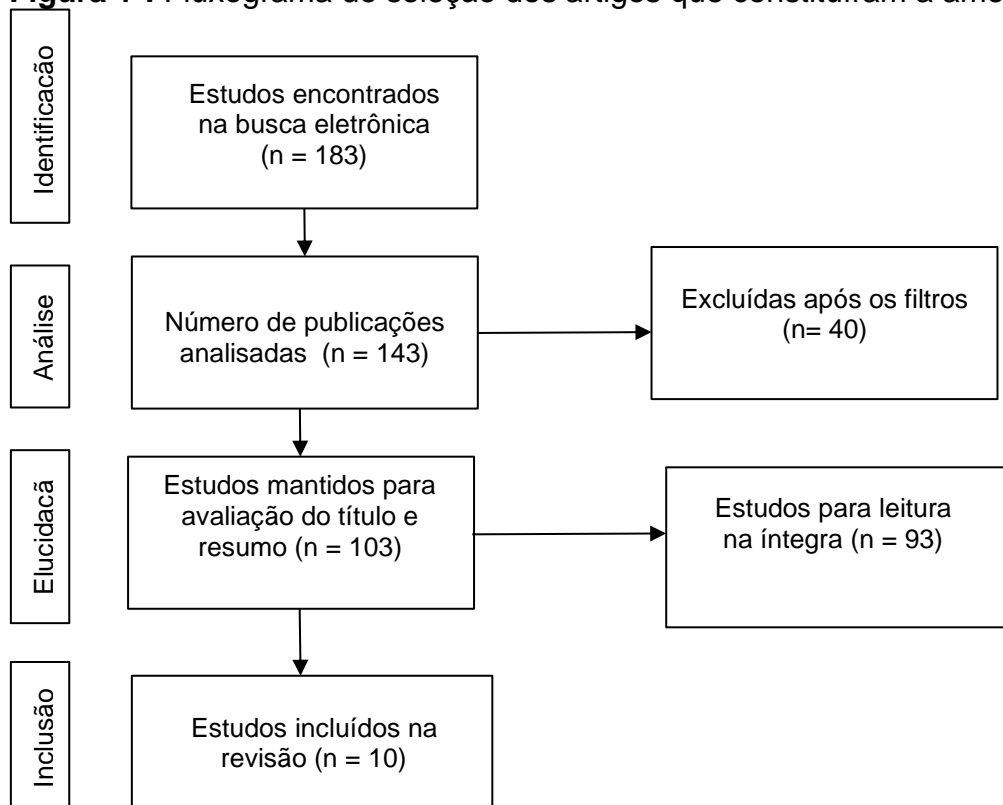 Identificacão
Estudos encontrados
na busca eletrônica
(n = 183)
Análise
Número de publicações
analisadas (n = 143)
Excluídas após os filtros
(n= 40)
Elucidacã
Estudos mantidos para
avaliação do título e
resumo (n = 103)
Estudos para leitura
na íntegra (n = 93)
Inclusão
Estudos incluídos na
revisão (n = 10)